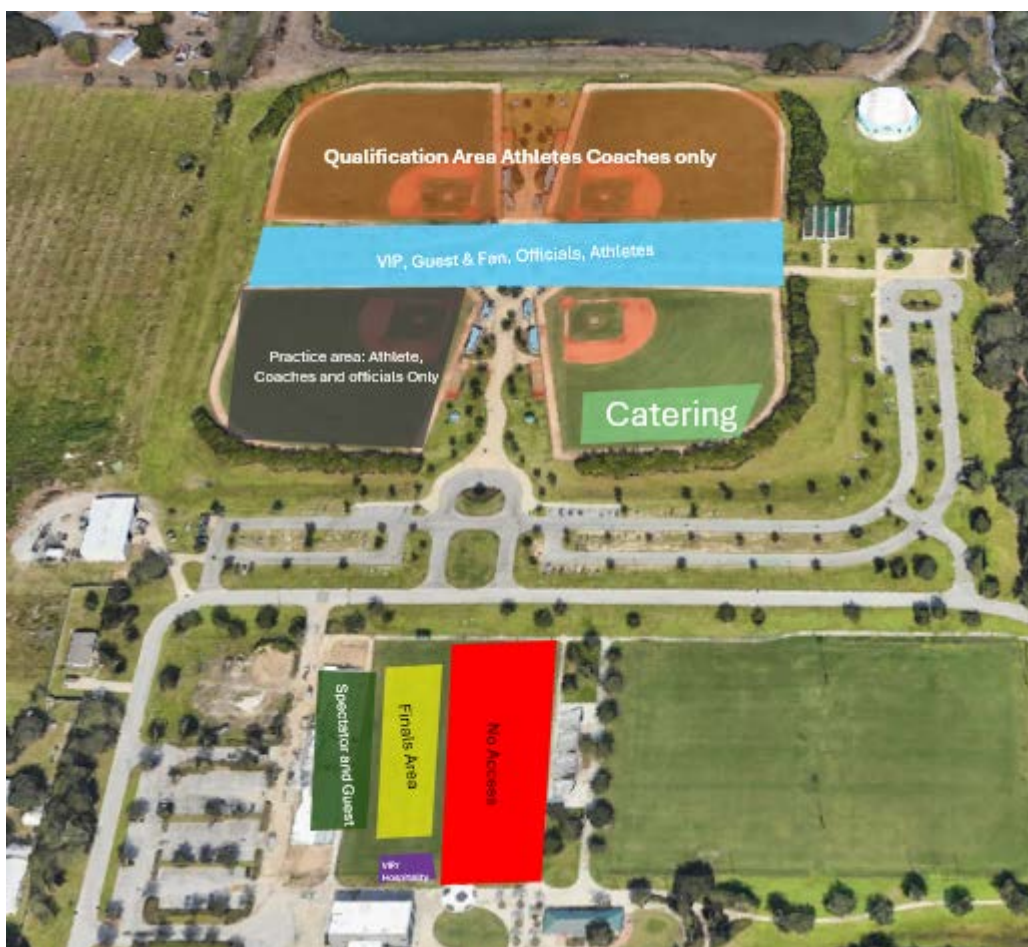 Qualification Area Athletes Coaches only
VIP, Guest & Fan, Officials, Athletes
Practice area: Athlete,
Coaches and officials Only
Catering
Spectator and Guest
Finals Area
No Access
VIP/
Hospitality